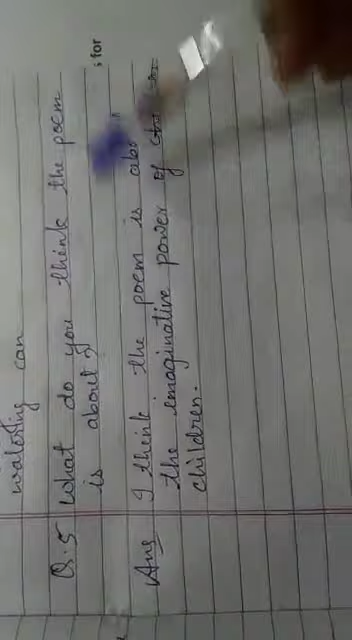 can
Q.5 What do you think the poem
is about?
; for
Ans I think the poem is abo
the imaginative power of
children.